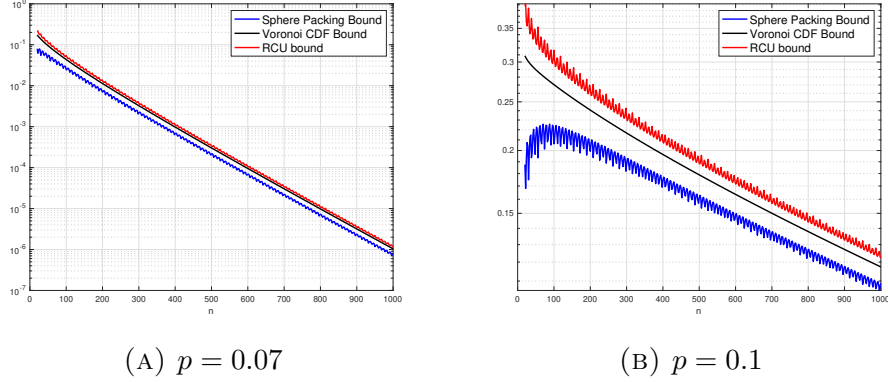 10^0
10^-1
10^-2
10^-3
10^-4
10^-5
10^-6
10^-7
0 100 200 300 400 500 600 700 800 900 1000
n
Sphere Packing Bound
Voronoi CDF Bound
RCU bound
(A) p = 0.07
0.35
0.3
0.25
0.2
0.15
0 100 200 300 400 500 600 700 800 900 1000
n
Sphere Packing Bound
Voronoi CDF Bound
RCU bound
(B) p = 0.1